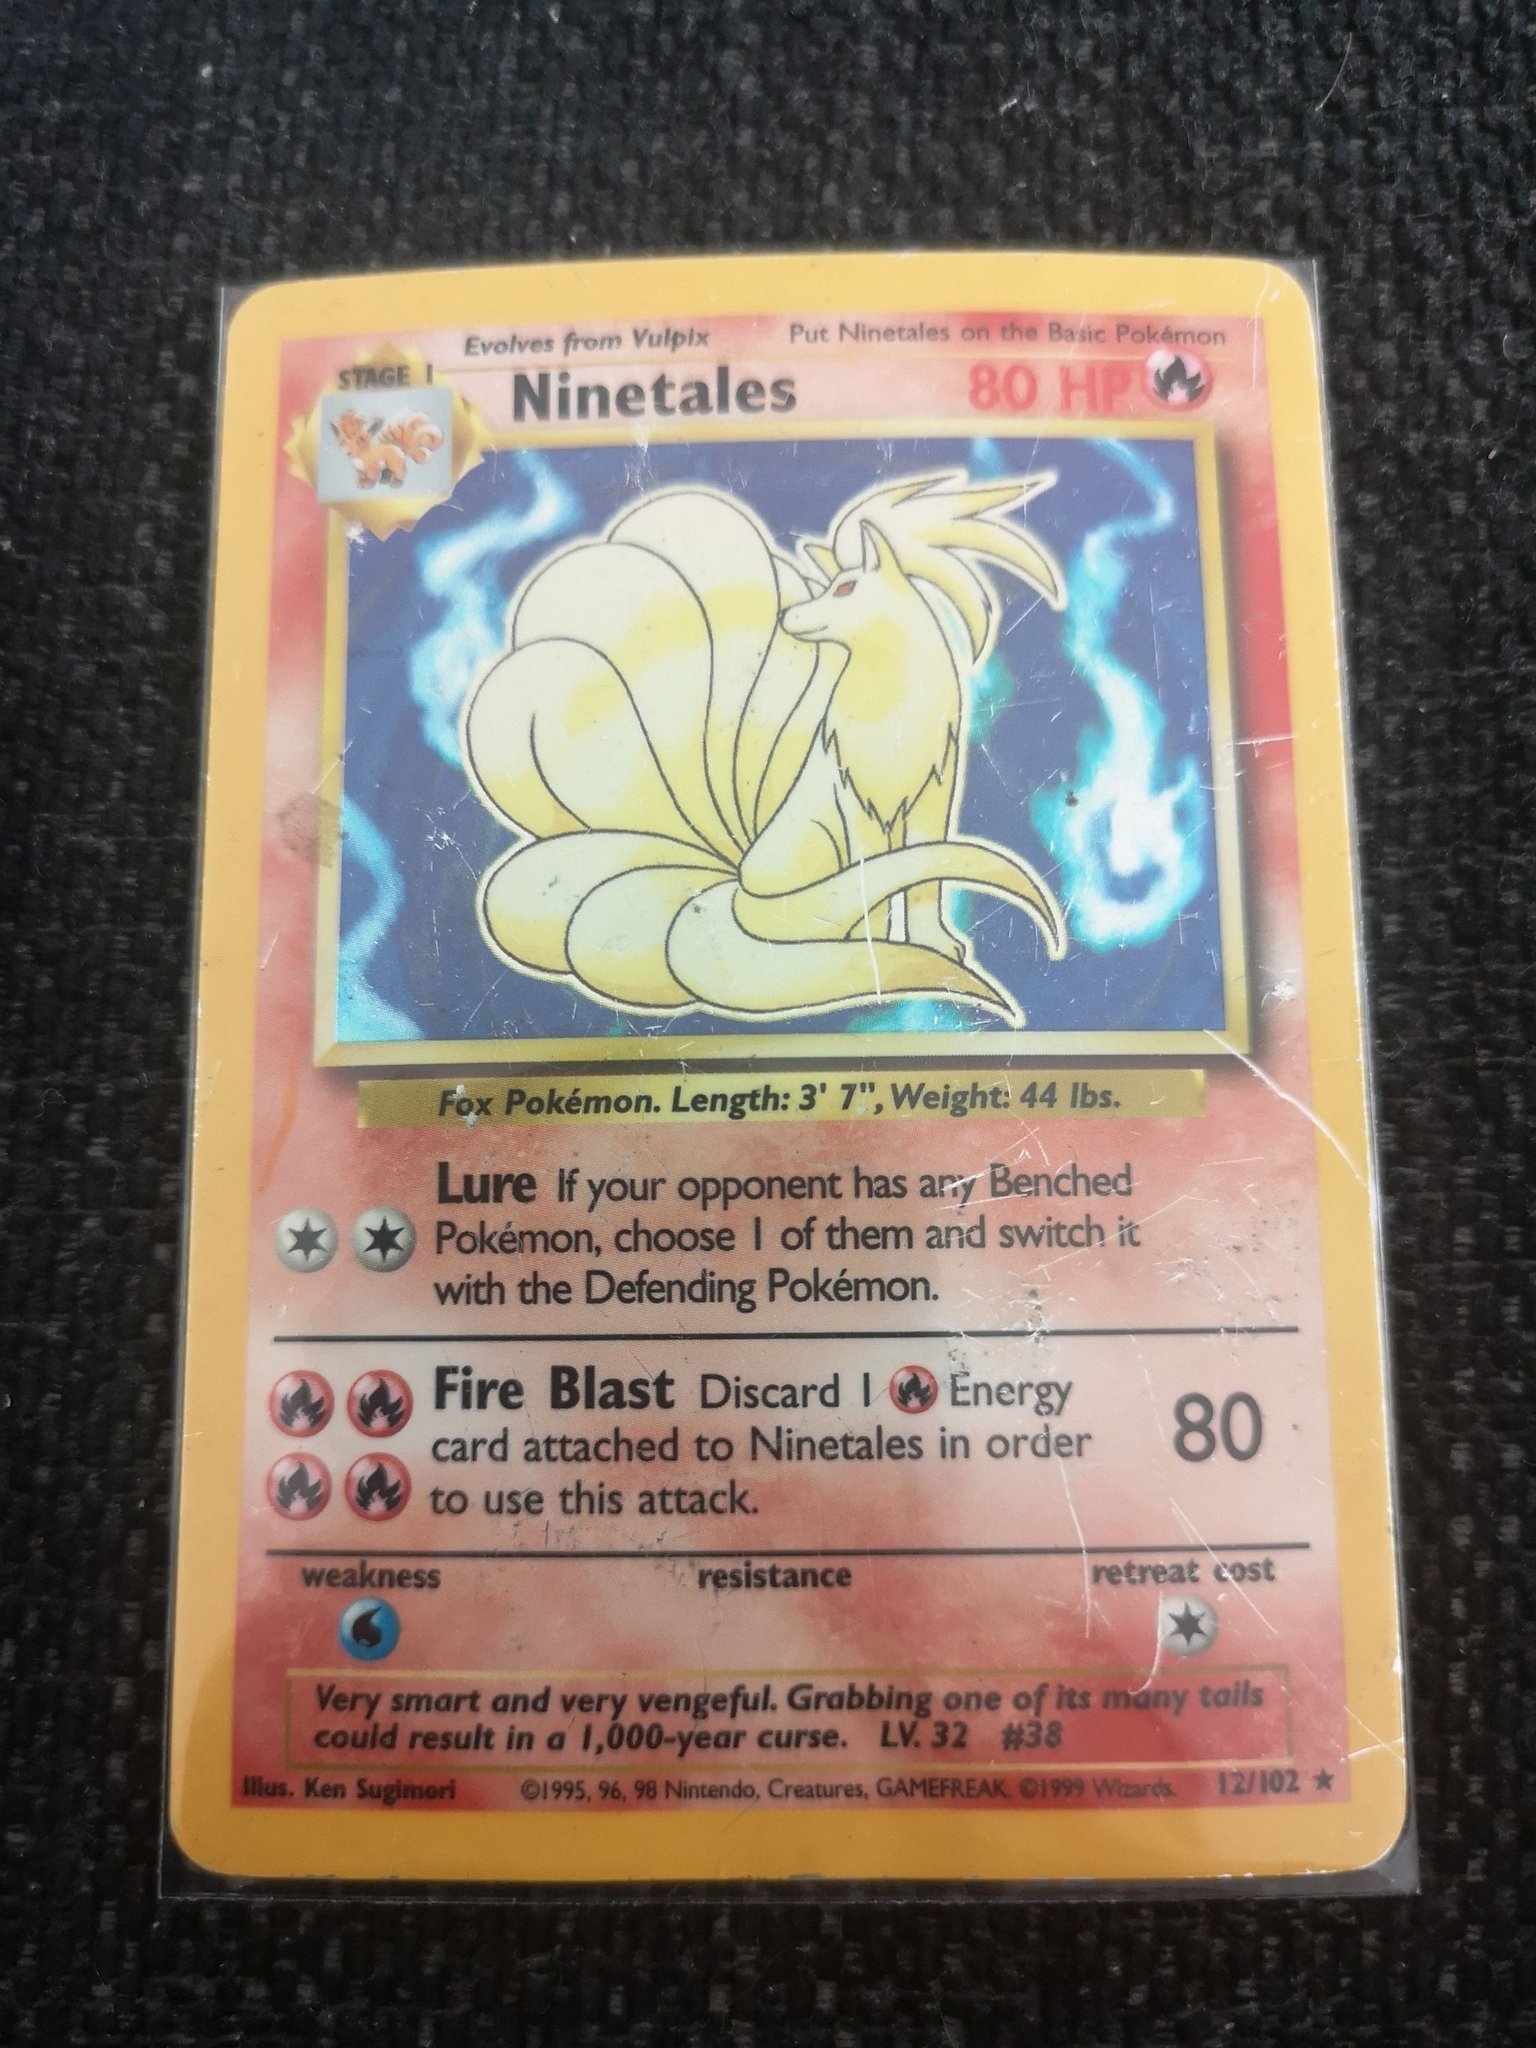 Evolves from Vulpix
Put Ninetales on the Basic Pokémon
STAGE 1
Ninetales
80 HP
Fox Pokémon. Length: 3' 7", Weight: 44 lbs.
Lure If your opponent has any Benched
Pokémon, choose 1 of them and switch it
with the Defending Pokémon.
Fire Blast Discard 1 Energy
card attached to Ninetales in order
to use this attack.
80
weakness
resistance
retreat cost
Very smart and very vengeful. Grabbing one of its many tails
could result in a 1,000-year curse. LV. 32 #38
Illus. Ken Sugimori
©1995, 96, 98 Nintendo, Creatures, GAMEFREAK. ©1999 Wizards.
12/102 ★